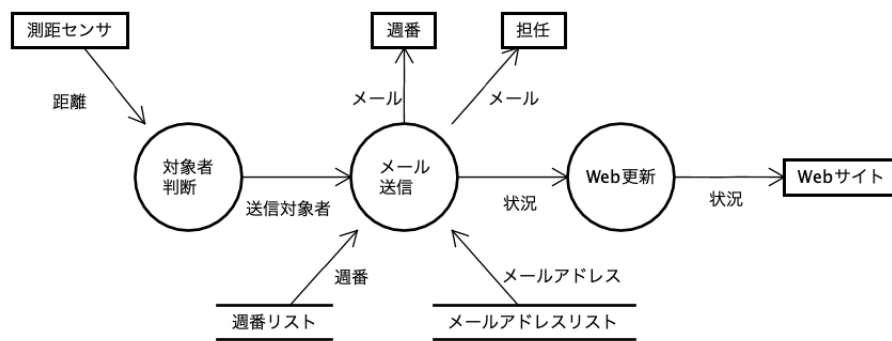 測距センサ
週番
担任
距離
メール
メール
対象者
判断
メール
送信
Web更新
Webサイト
送信対象者
状況
状況
週番
メールアドレス
週番リスト
メールアドレスリスト